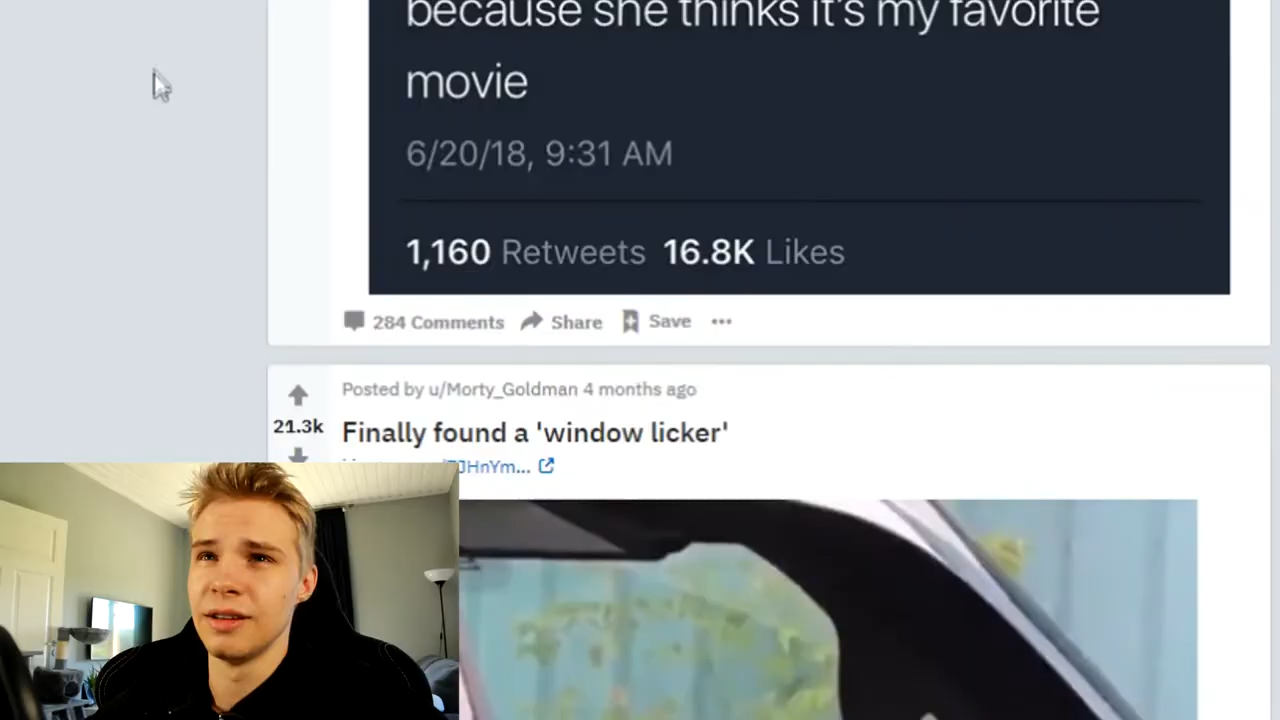 because she thinks it's my favorite
movie
6/20/18, 9:31 AM
1,160 Retweets 16.8K Likes
284 Comments Share Save
Posted by u/Morty_Goldman 4 months ago
21.3k
Finally found a 'window licker'
JHnYm...